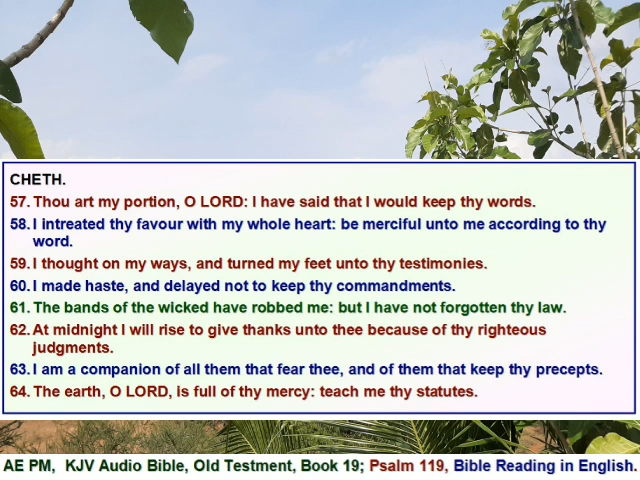 CHETH.
57. Thou art my portion, O LORD: I have said that I would keep thy words.
58. I intreated thy favour with my whole heart: be merciful unto me according to thy
word.
59. I thought on my ways, and turned my feet unto thy testimonies.
60. I made haste, and delayed not to keep thy commandments.
61. The bands of the wicked have robbed me: but I have not forgotten thy law.
62. At midnight I will rise to give thanks unto thee because of thy righteous
judgments.
63. I am a companion of all them that fear thee, and of them that keep thy precepts.
64. The earth, O LORD, is full of thy mercy: teach me thy statutes.
AE PM, KJV Audio Bible, Old Testment, Book 19; Psalm 119, Bible Reading in English.